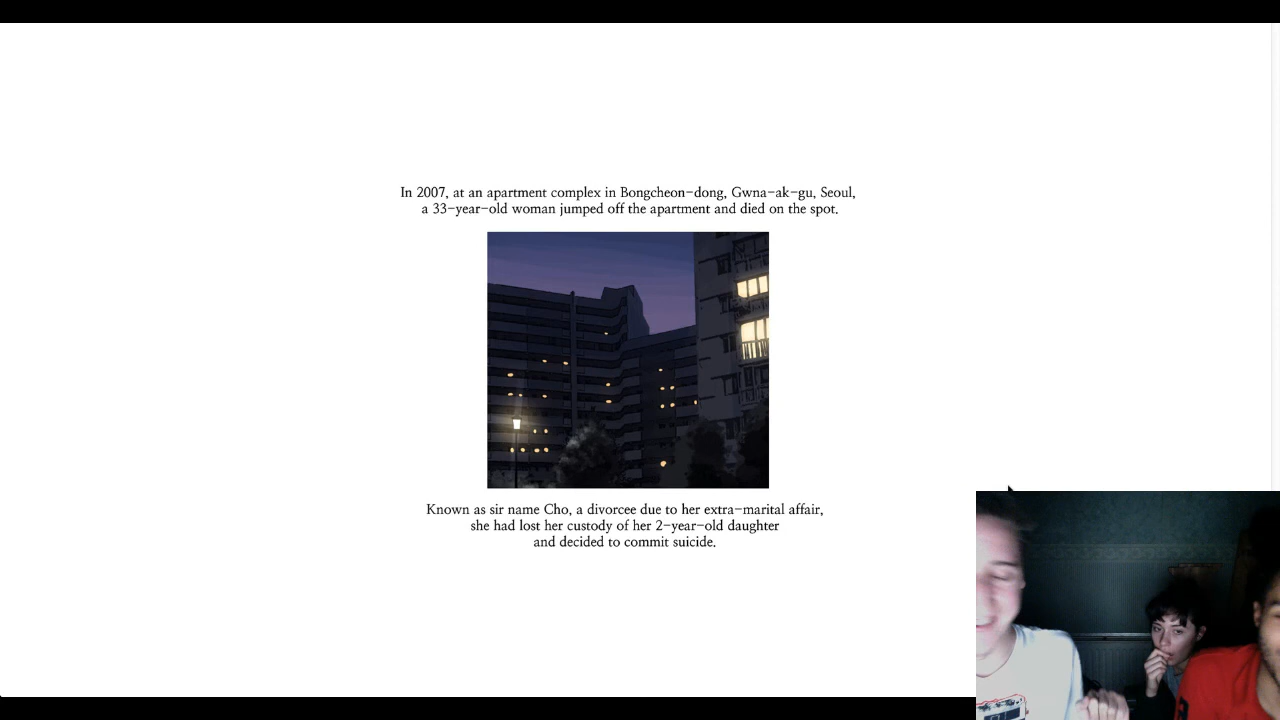 In 2007, at an apartment complex in Bongcheon-dong, Gwna-ak-gu, Seoul,
a 33-year-old woman jumped off the apartment and died on the spot.
Known as sir name Cho, a divorcee due to her extra-marital affair,
she had lost her custody of her 2-year-old daughter
and decided to commit suicide.